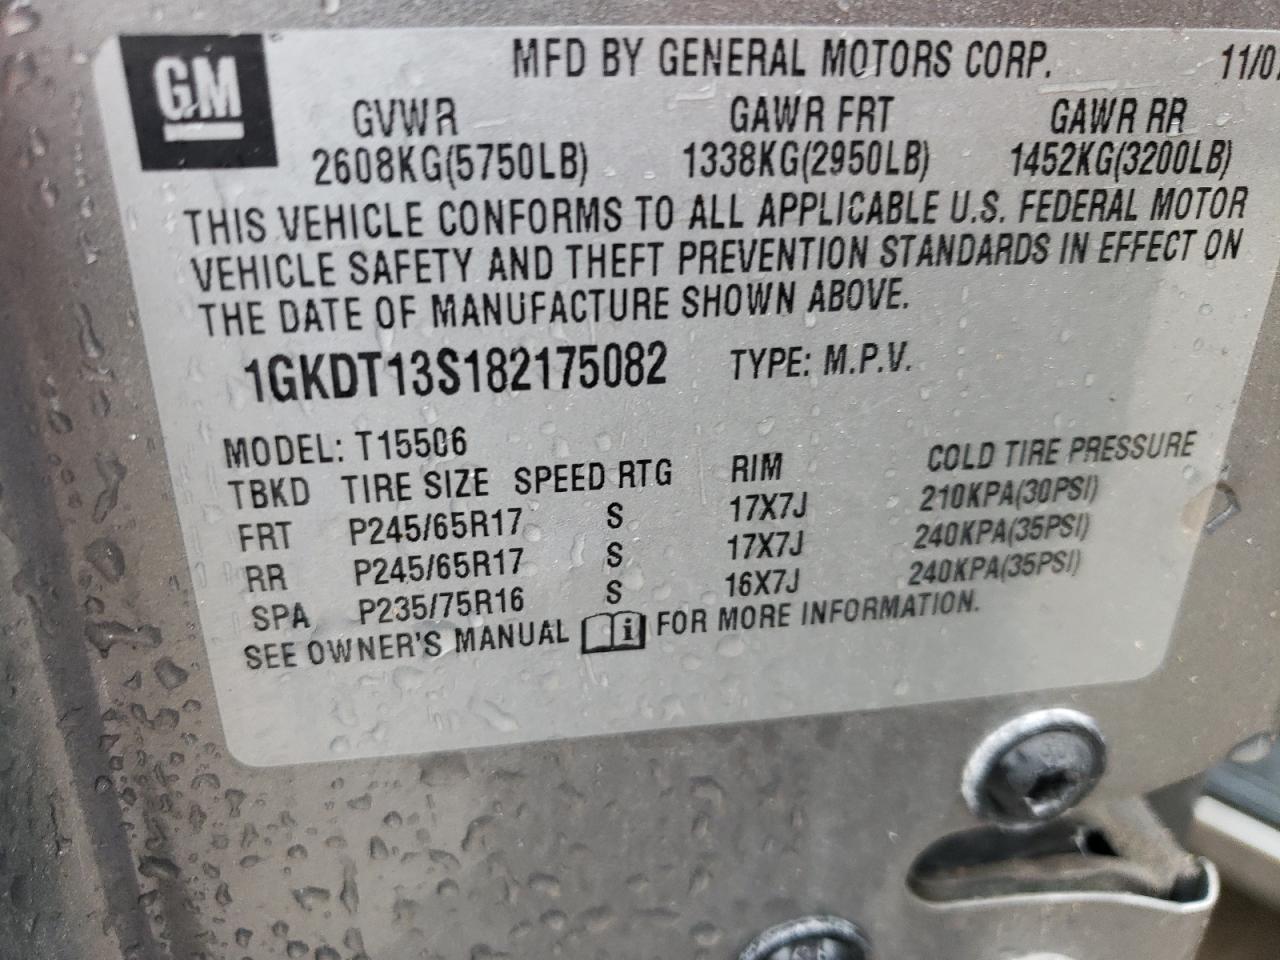 GM
MFD BY GENERAL MOTORS CORP. 11/07
GVWR GAWR FRT GAWR RR
2608KG(5750LB) 1338KG(2950LB) 1452KG(3200LB)
THIS VEHICLE CONFORMS TO ALL APPLICABLE U.S. FEDERAL MOTOR
VEHICLE SAFETY AND THEFT PREVENTION STANDARDS IN EFFECT ON
THE DATE OF MANUFACTURE SHOWN ABOVE.
1GKDT13S182175082 TYPE: M.P.V.
MODEL: T15506
TBKD TIRE SIZE SPEED RTG RIM COLD TIRE PRESSURE
FRT P245/65R17 S 17X7J 210KPA(30PSI)
RR P245/65R17 S 17X7J 240KPA(35PSI)
SPA P235/75R16 S 16X7J 240KPA(35PSI)
SEE OWNER'S MANUAL i FOR MORE INFORMATION.